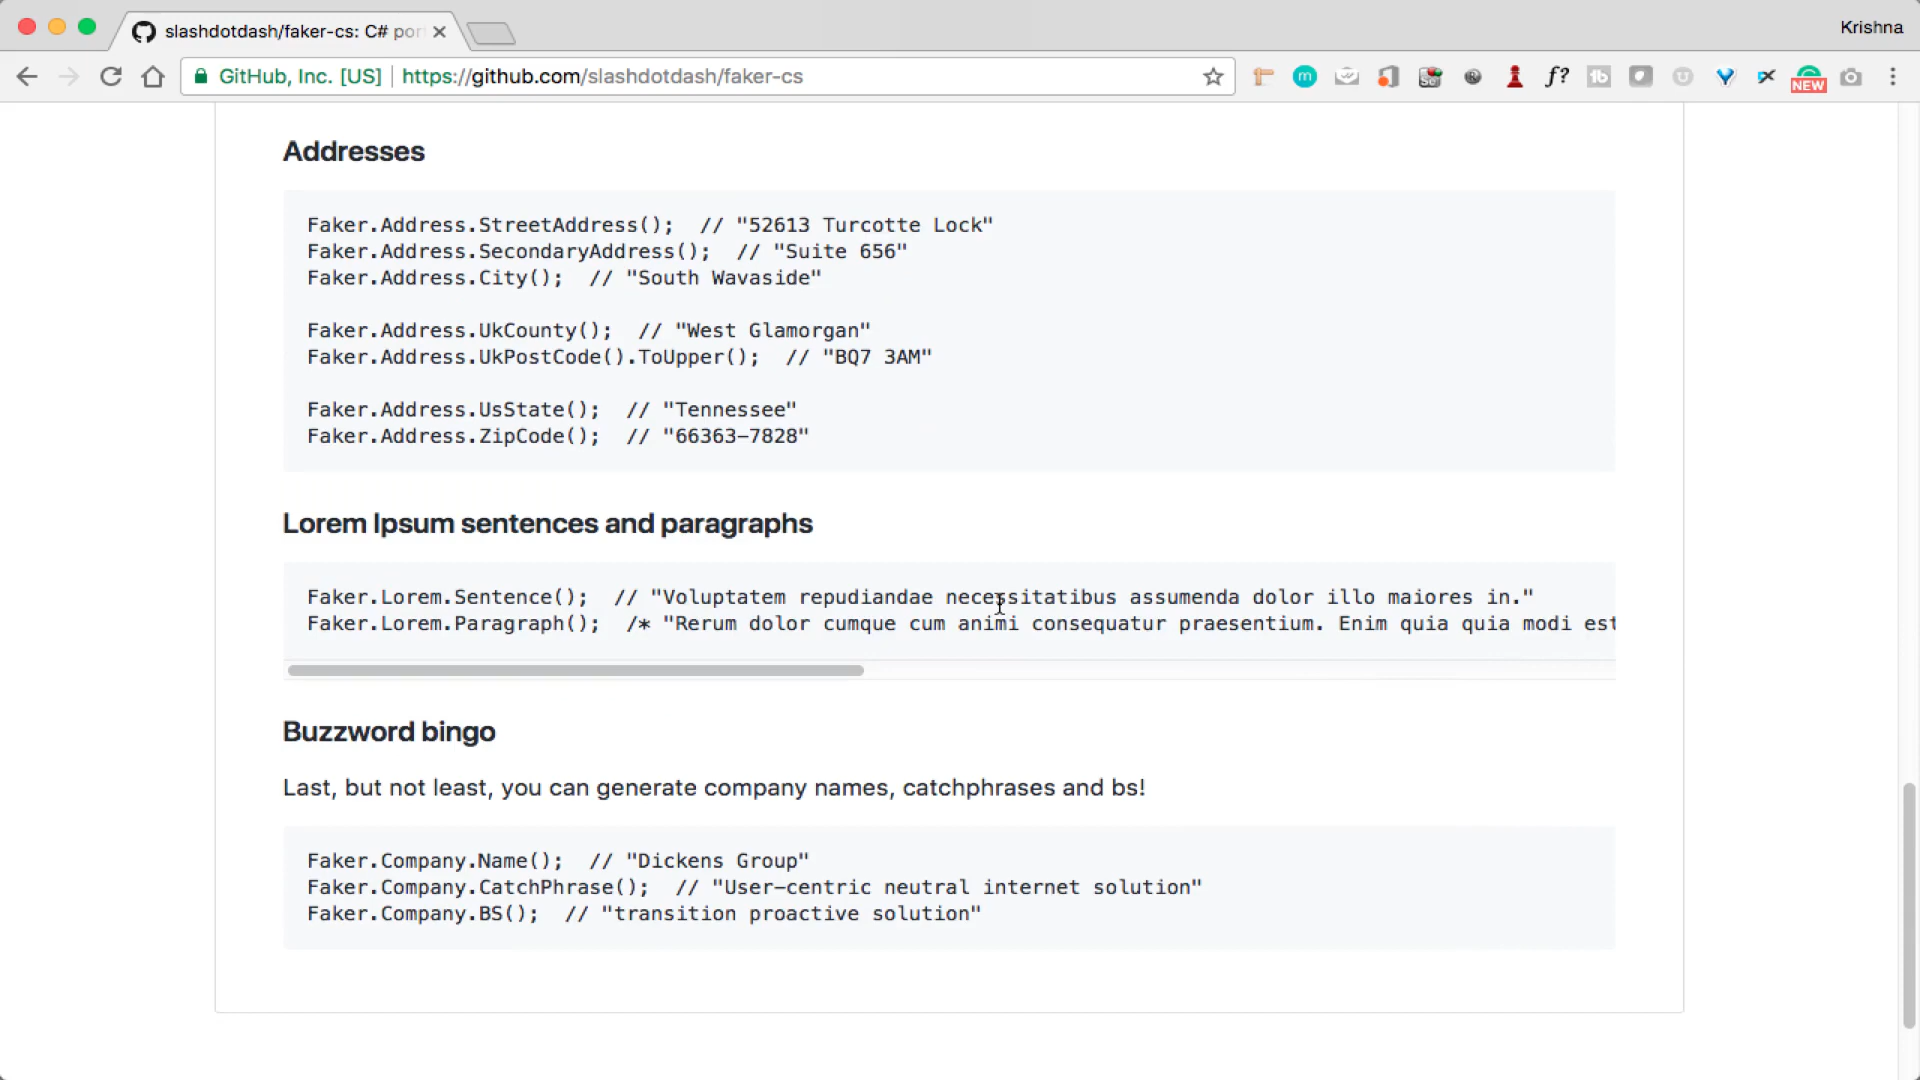 slashdotdash/faker-cs: C# por
Krishna
GitHub, Inc. [US] | https://github.com/slashdotdash/faker-cs
m
f?
tb
NEW
Addresses
Faker.Address.StreetAddress();  // "52613 Turcotte Lock"
Faker.Address.SecondaryAddress();  // "Suite 656"
Faker.Address.City();  // "South Wavaside"
Faker.Address.UkCounty();  // "West Glamorgan"
Faker.Address.UkPostCode().ToUpper();  // "BQ7 3AM"
Faker.Address.UsState();  // "Tennessee"
Faker.Address.ZipCode();  // "66363-7828"
Lorem Ipsum sentences and paragraphs
Faker.Lorem.Sentence();  // "Voluptatem repudiandae necessitatibus assumenda dolor illo maiores in."
Faker.Lorem.Paragraph();  /* "Rerum dolor cumque cum animi consequatur praesentium. Enim quia quia modi est
Buzzword bingo
Last, but not least, you can generate company names, catchphrases and bs!
Faker.Company.Name();  // "Dickens Group"
Faker.Company.CatchPhrase();  // "User-centric neutral internet solution"
Faker.Company.BS();  // "transition proactive solution"